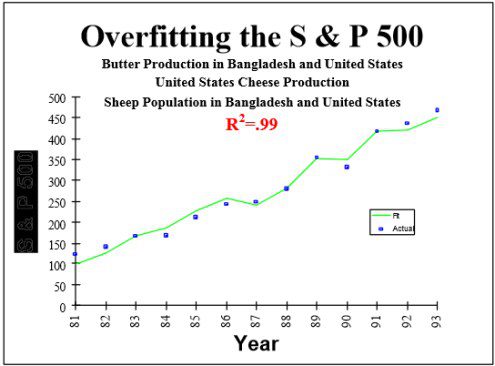 Overfitting the S & P 500
Butter Production in Bangladesh and United States
United States Cheese Production
Sheep Population in Bangladesh and United States
R²=.99
500
450
400
350
300
250
200
150
100
50
0
S & P 500
Fit
Actual
81
82
83
84
85
86
87
88
89
90
91
92
93
Year